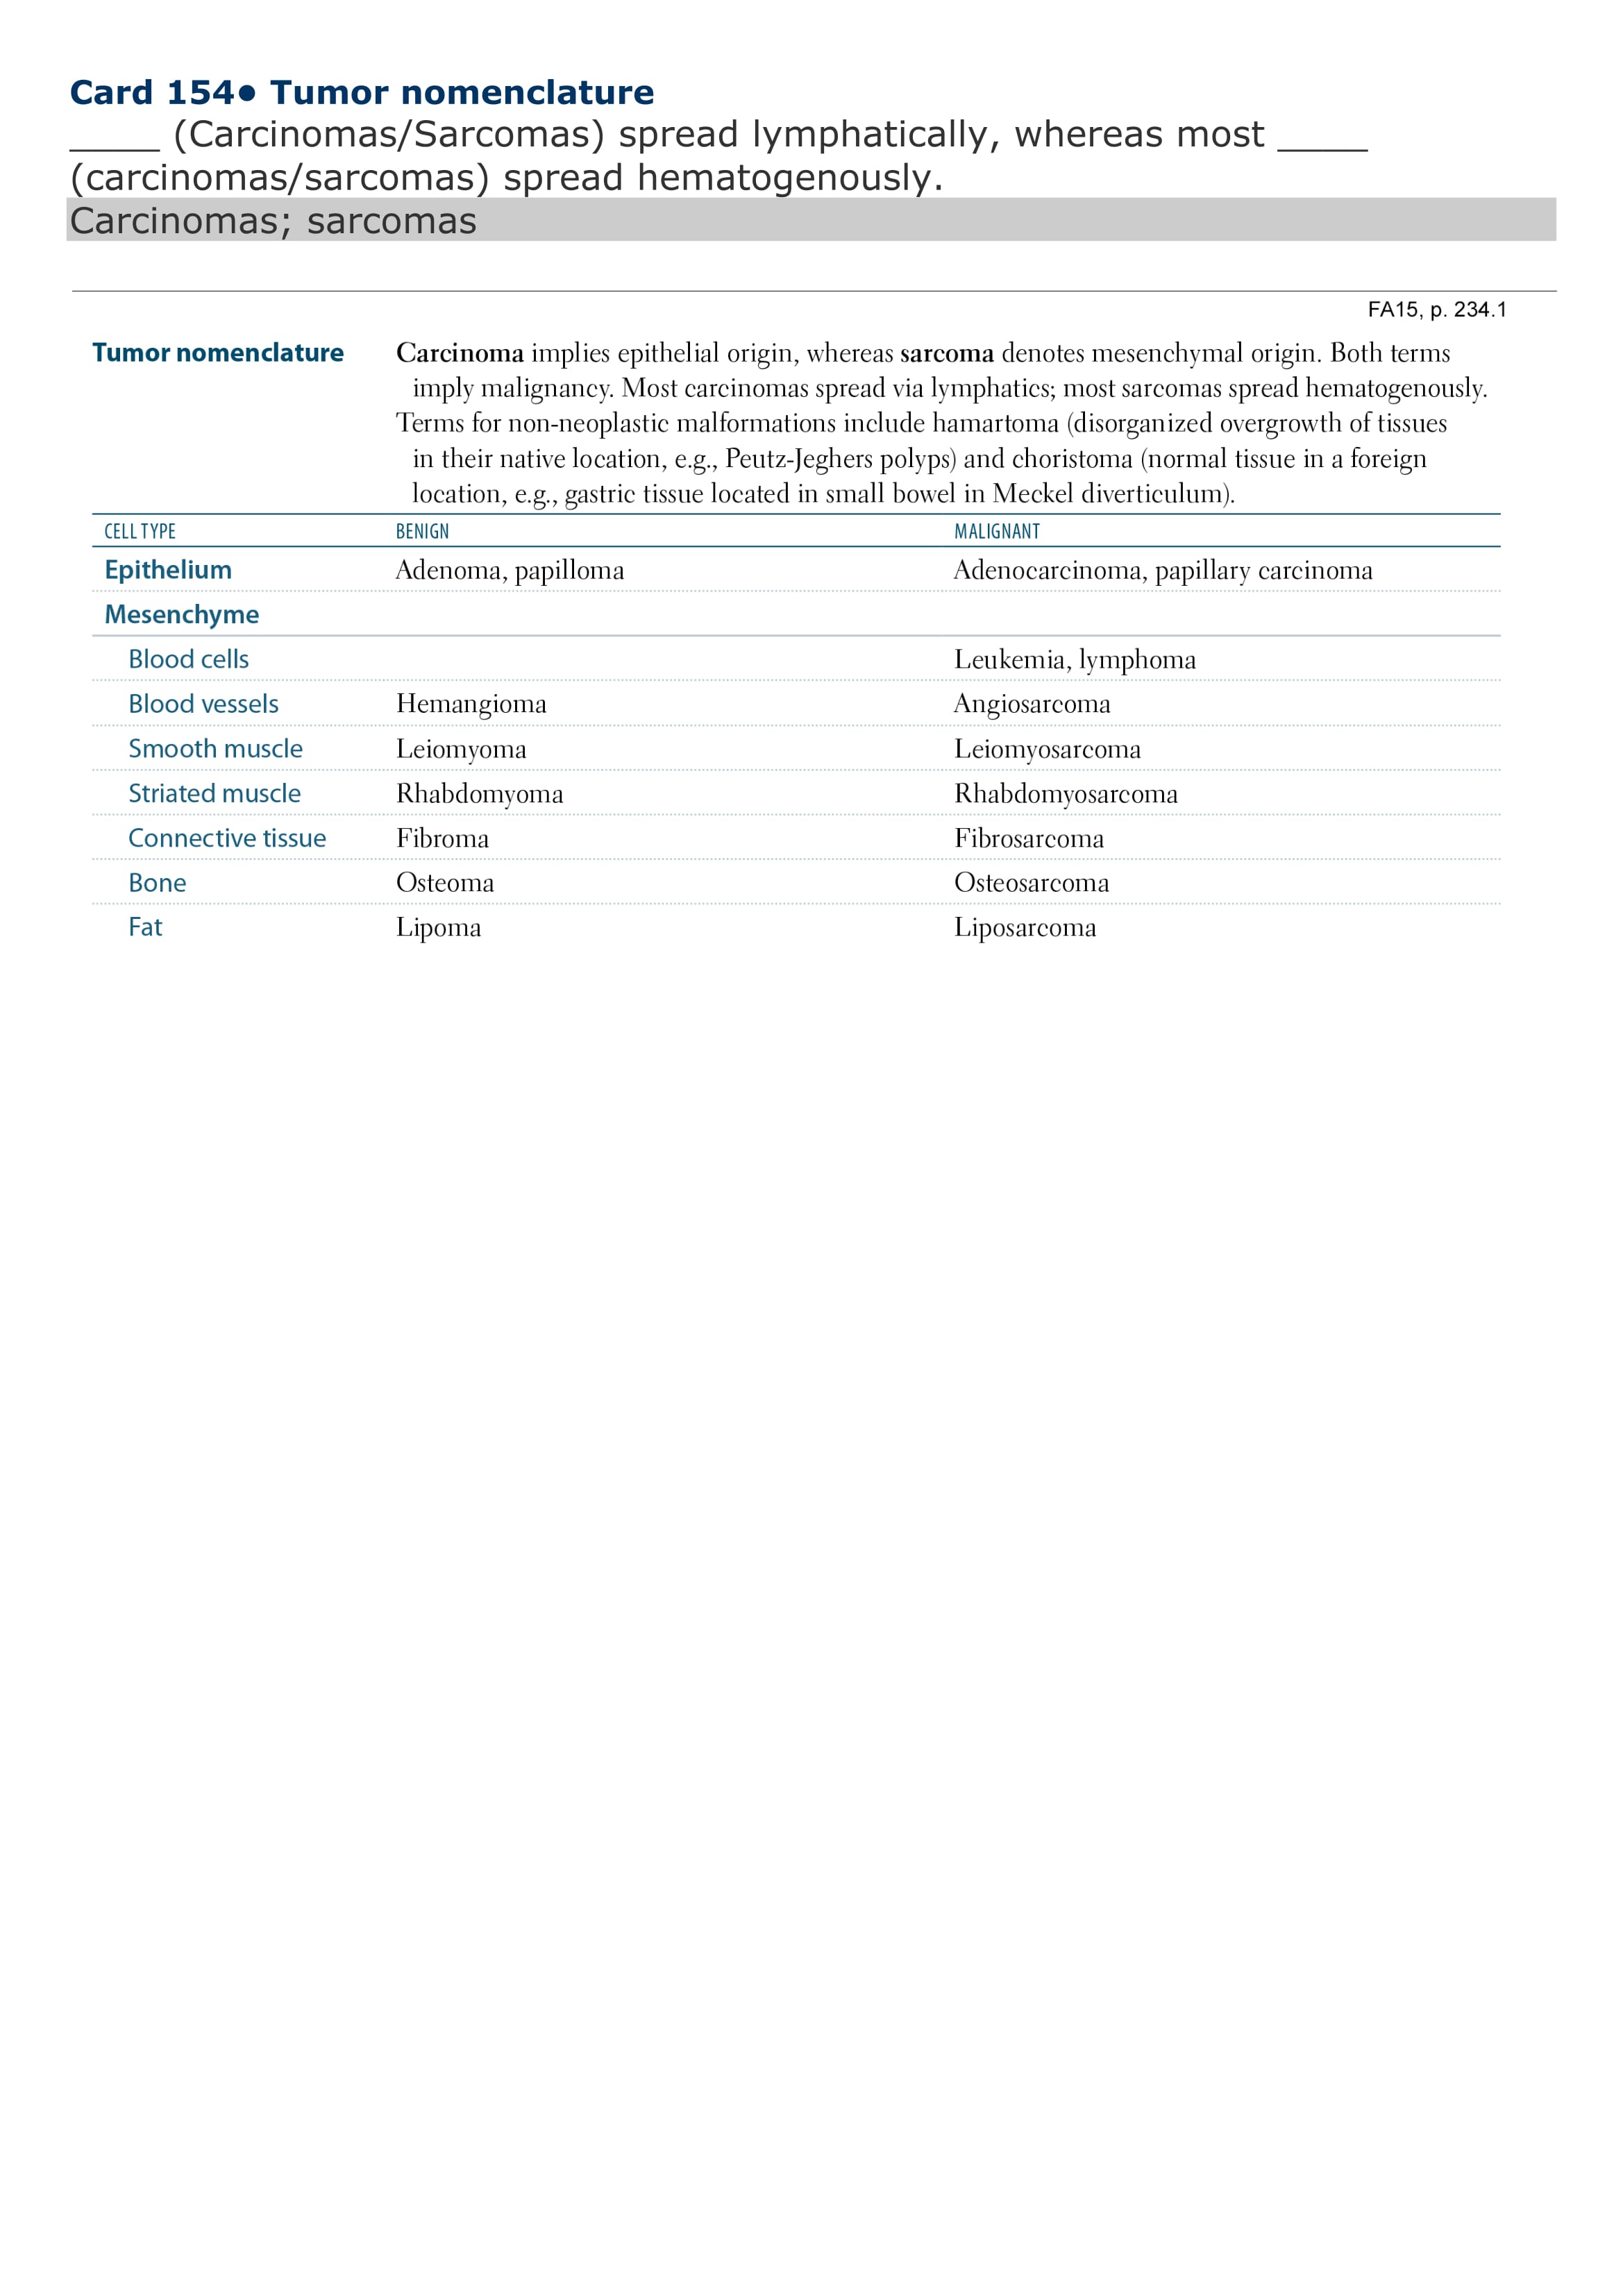 Card 154• Tumor nomenclature
_____ (Carcinomas/Sarcomas) spread lymphatically, whereas most _____
(carcinomas/sarcomas) spread hematogenously.
Carcinomas; sarcomas
FA15, p. 234.1
Tumor nomenclature Carcinoma implies epithelial origin, whereas sarcoma denotes mesenchymal origin. Both terms
imply malignancy. Most carcinomas spread via lymphatics; most sarcomas spread hematogenously.
Terms for non-neoplastic malformations include hamartoma (disorganized overgrowth of tissues
in their native location, e.g., Peutz-Jeghers polyps) and choristoma (normal tissue in a foreign
location, e.g., gastric tissue located in small bowel in Meckel diverticulum).
CELL TYPE BENIGN MALIGNANT
Epithelium Adenoma, papilloma Adenocarcinoma, papillary carcinoma
Mesenchyme
Blood cells Leukemia, lymphoma
Blood vessels Hemangioma Angiosarcoma
Smooth muscle Leiomyoma Leiomyosarcoma
Striated muscle Rhabdomyoma Rhabdomyosarcoma
Connective tissue Fibroma Fibrosarcoma
Bone Osteoma Osteosarcoma
Fat Lipoma Liposarcoma